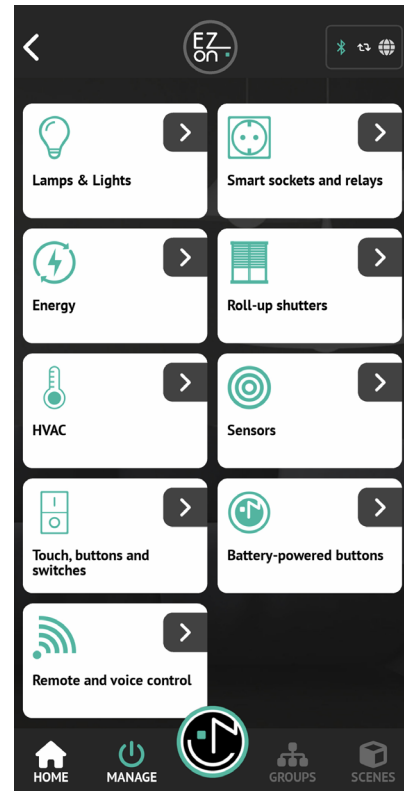 EZ
on
Lamps & Lights
Smart sockets and relays
Energy
Roll-up shutters
HVAC
Sensors
Touch, buttons and
switches
Battery-powered buttons
Remote and voice control
HOME
MANAGE
GROUPS
SCENES